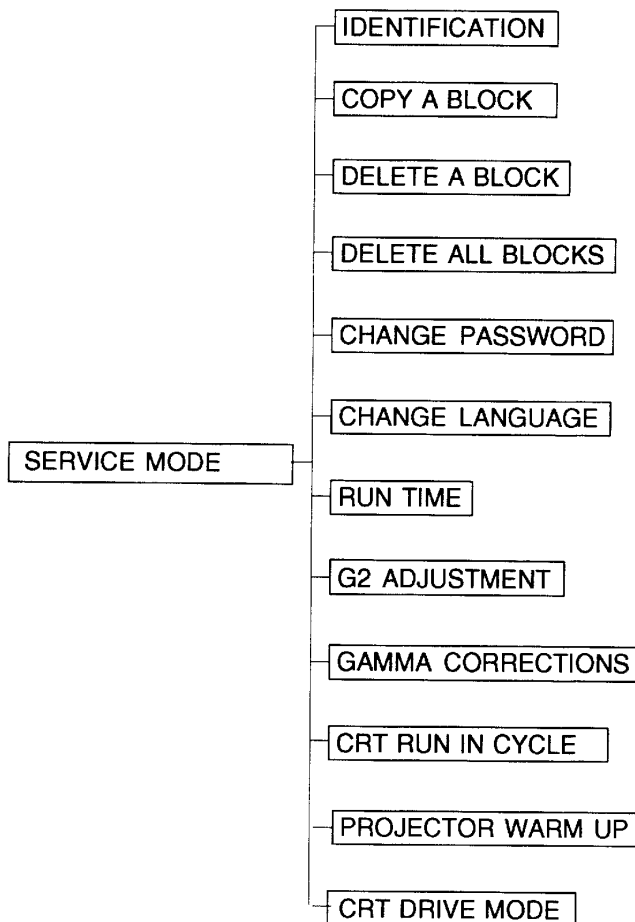 IDENTIFICATION
COPY A BLOCK
DELETE A BLOCK
DELETE ALL BLOCKS
CHANGE PASSWORD
CHANGE LANGUAGE
SERVICE MODE
RUN TIME
G2 ADJUSTMENT
GAMMA CORRECTIONS
CRT RUN IN CYCLE
PROJECTOR WARM UP
CRT DRIVE MODE